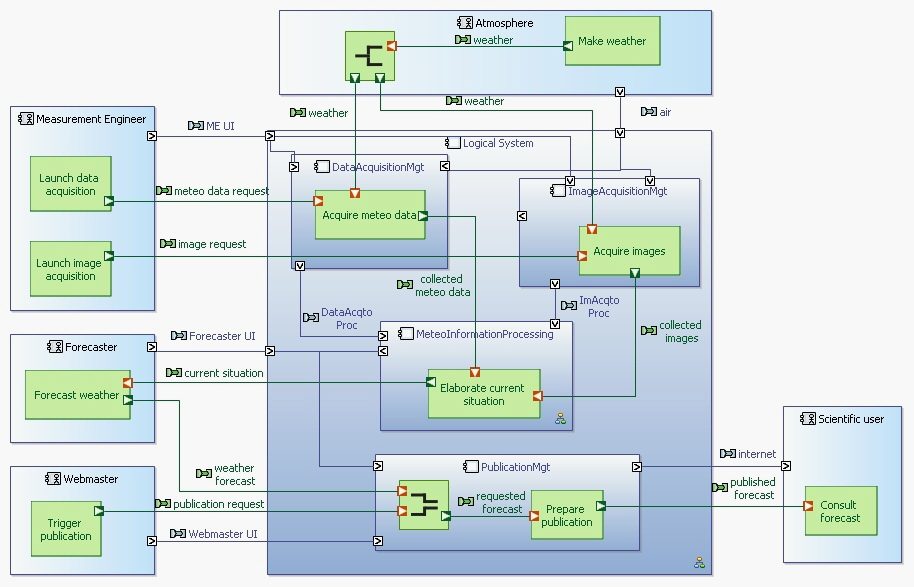 Atmosphere
weather
Make weather
weather
weather
air
Measurement Engineer
ME UI
Logical System
DataAcquisitionMgt
ImageAcquisitionMgt
Launch data
acquisition
meteo data request
Acquire meteo data
Launch image
acquisition
image request
Acquire images
collected
meteo data
ImAcqto
Proc
DataAcqto
Proc
collected
images
Forecaster
Forecaster UI
MeteoInformationProcessing
current situation
Forecast weather
Elaborate current
situation
Scientific user
internet
Webmaster
weather
forecast
PublicationMgt
published
forecast
publication request
requested
forecast
Prepare
publication
Consult
forecast
Trigger
publication
Webmaster UI